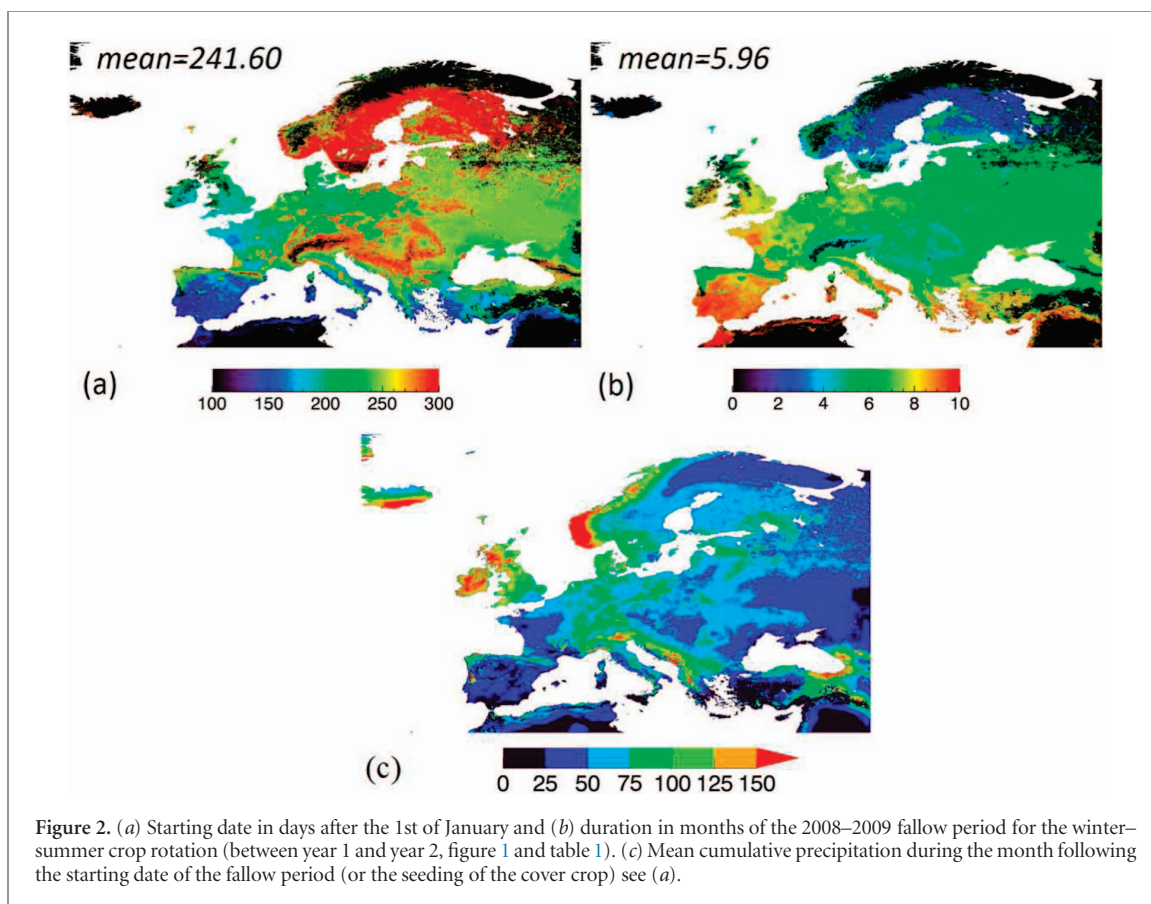 mean=241.60
mean=5.96
(a)
100 150 200 250 300
(b)
0 2 4 6 8 10
(c)
0 25 50 75 100 125 150
Figure 2. (a) Starting date in days after the 1st of January and (b) duration in months of the 2008–2009 fallow period for the winter–
summer crop rotation (between year 1 and year 2, figure 1 and table 1). (c) Mean cumulative precipitation during the month following
the starting date of the fallow period (or the seeding of the cover crop) see (a).